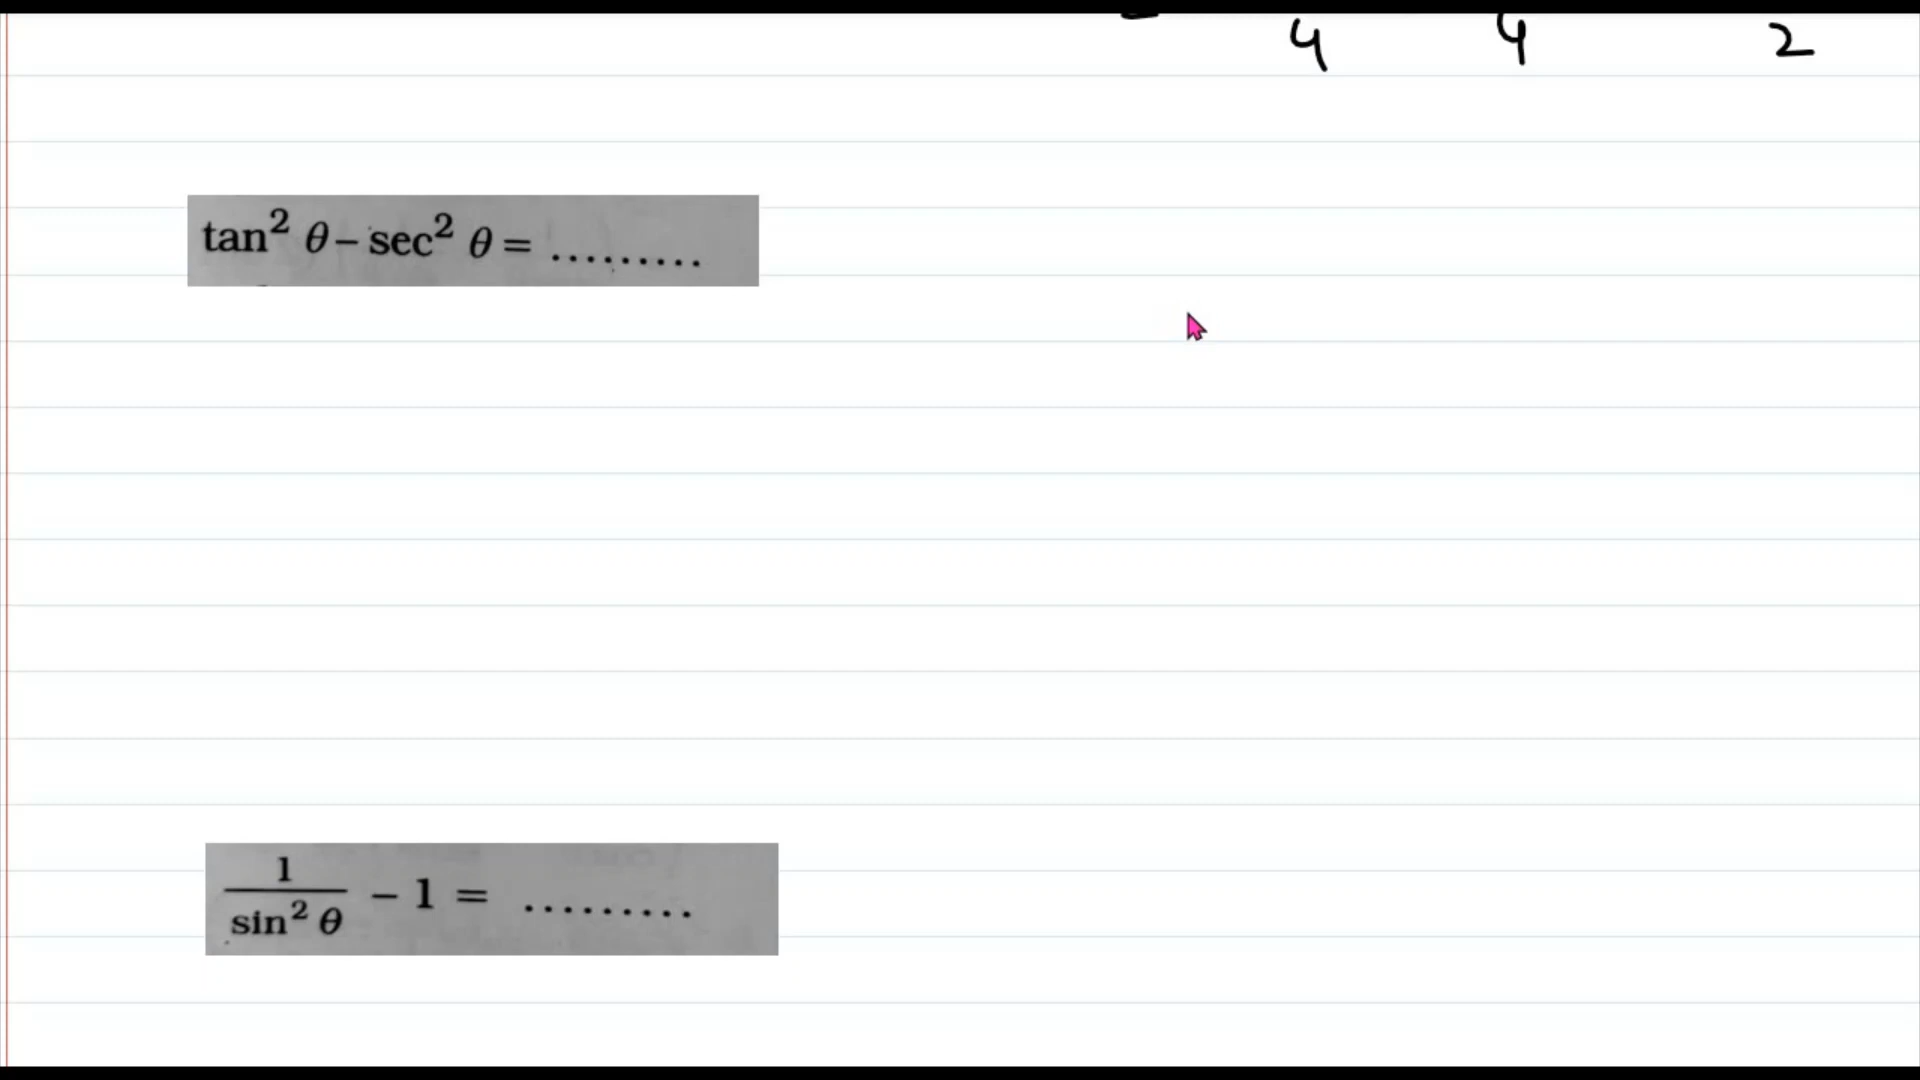 4 4 2
tan² θ – sec² θ = .........
1
sin² θ
– 1 = .........